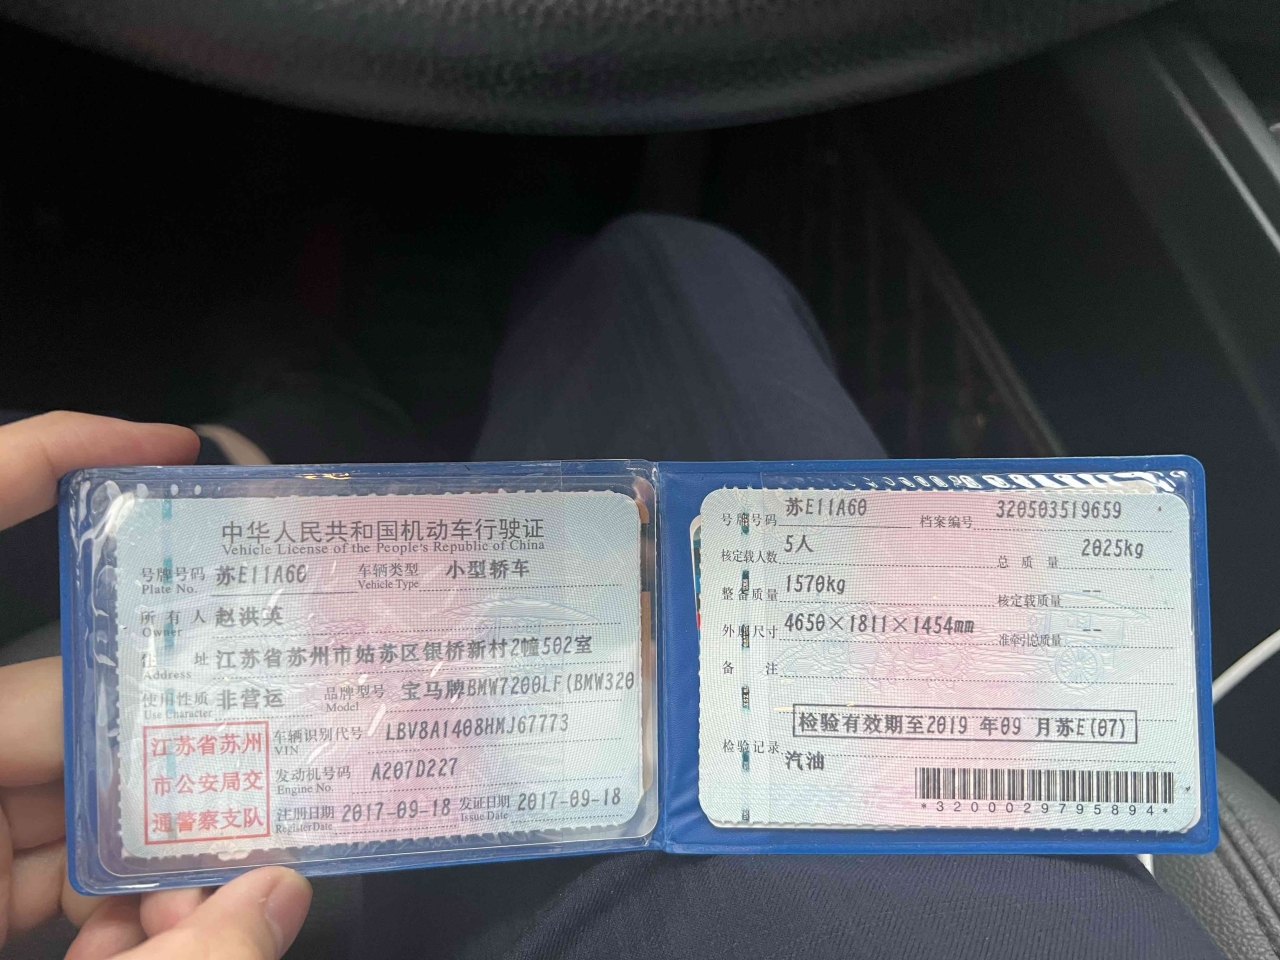 中华人民共和国机动车行驶证
Vehicle License of the People's Republic of China
号牌号码 苏E11A60 车辆类型 小型轿车
Plate No. Vehicle Type
所有人 赵洪英
Owner
住址 江苏省苏州市姑苏区银桥新村2幢502室
Address
使用性质 非营运 品牌型号 宝马牌BMW7200LF(BMW320
Use Character Model
江苏省苏州
市公安局交
通警察支队
车辆识别代号 LBV8A1408HMJ67773
VIN
发动机号码 A207D227
Engine No.
注册日期 2017-09-18 发证日期 2017-09-18
Register Date Issue Date
号牌号码 苏E11A60 档案编号 320503519659
核定载人数 5人 总质量 2025kg
整备质量 1570kg 核定载质量 --
外廓尺寸 4650×1811×1454mm 准牵引总质量 --
备注
检验有效期至2019年09月苏E(07)
检验记录
汽油
*3200029795894*